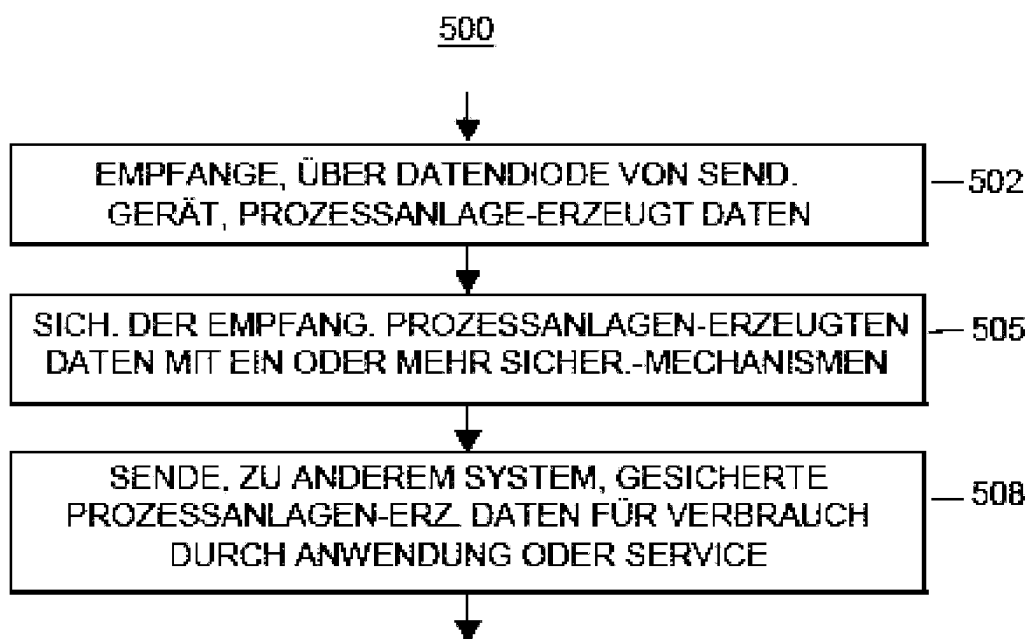 500
EMPFANGE, ÜBER DATENDIODE VON SEND.
GERÄT, PROZESSANLAGE-ERZEUGT DATEN
502
SICH. DER EMPFANG. PROZESSANLAGEN-ERZEUGTEN
DATEN MIT EIN ODER MEHR SICHER.-MECHANISMEN
505
SENDE, ZU ANDEREM SYSTEM, GESICHERTE
PROZESSANLAGEN-ERZ. DATEN FÜR VERBRAUCH
DURCH ANWENDUNG ODER SERVICE
508